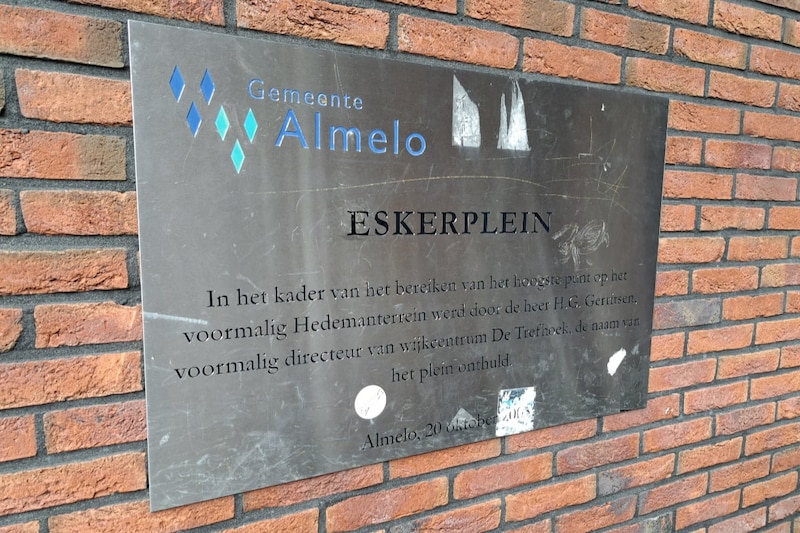 Gemeente
Almelo
ESKERPLEIN
In het kader van het bereiken van het hoogste punt op het
voormalig Hedemanterrein werd door de heer H.G. Gerritsen,
voormalig directeur van wijkcentrum De Trefhoek, de naam van
het plein onthuld.
Almelo, 20 oktober